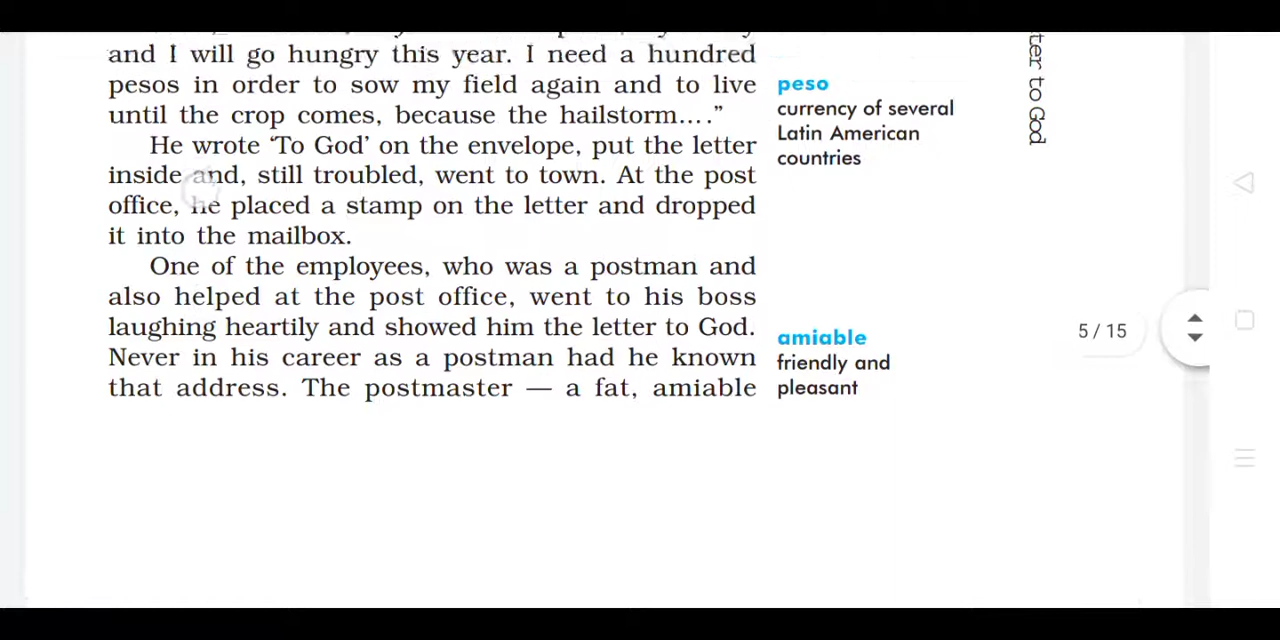 and I will go hungry this year. I need a hundred
pesos in order to sow my field again and to live
until the crop comes, because the hailstorm....”
He wrote ‘To God’ on the envelope, put the letter
inside and, still troubled, went to town. At the post
office, he placed a stamp on the letter and dropped
it into the mailbox.
One of the employees, who was a postman and
also helped at the post office, went to his boss
laughing heartily and showed him the letter to God.
Never in his career as a postman had he known
that address. The postmaster — a fat, amiable
peso
currency of several
Latin American
countries
amiable
friendly and
pleasant
ter to God
5 / 15